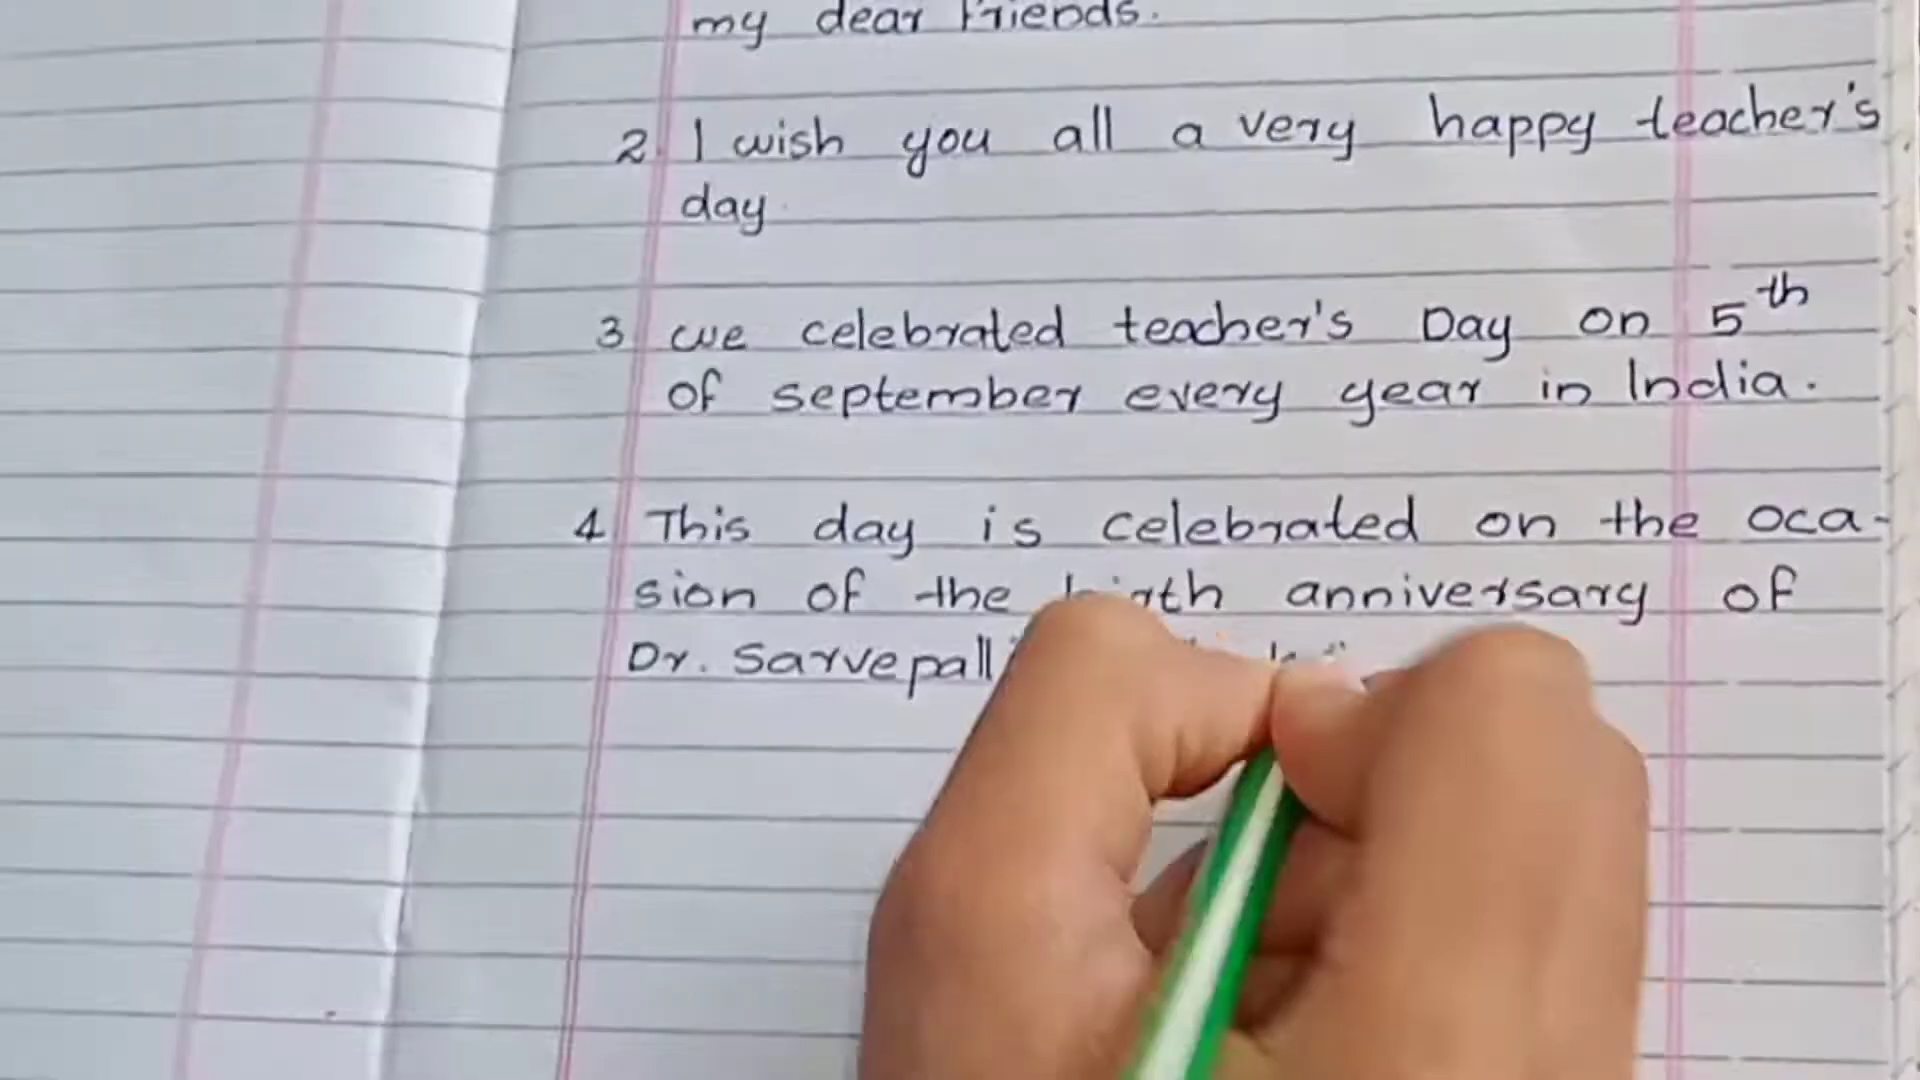 my dear Friends.
2. I wish you all a very happy teacher's
day.
3 we celebrated teacher's Day on 5th
of september every year in India.
4 This day is celebrated on the oca-
sion of the anniversary of
Dr.